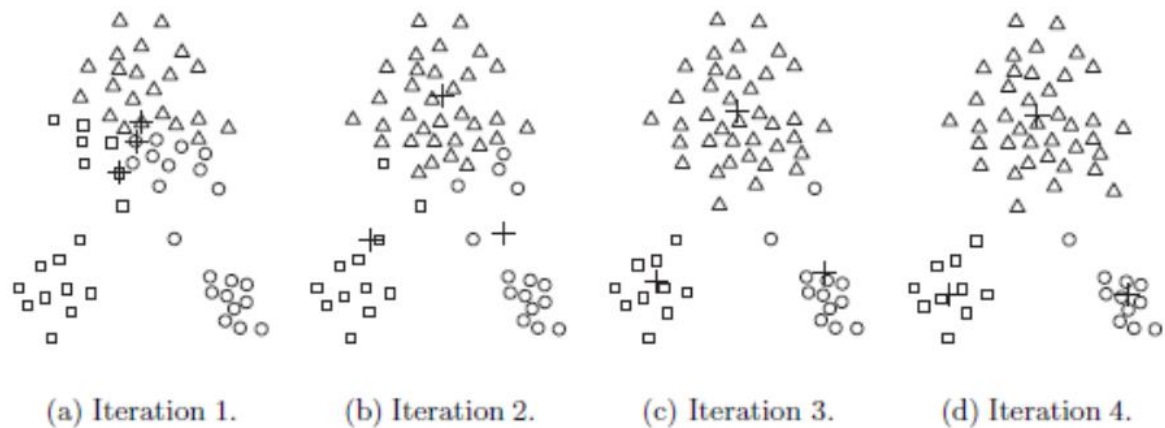 (a) Iteration 1.
(b) Iteration 2.
(c) Iteration 3.
(d) Iteration 4.